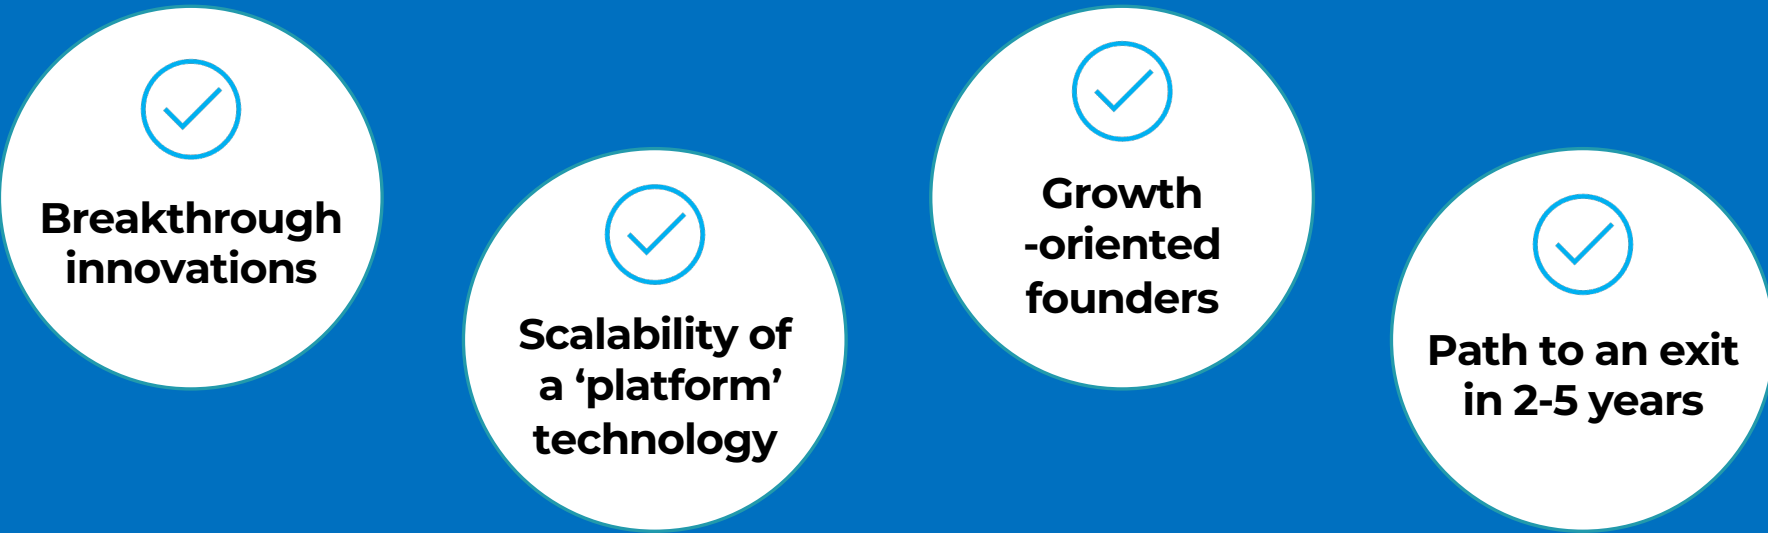 Breakthrough
innovations
Scalability of
a ‘platform’
technology
Growth
-oriented
founders
Path to an exit
in 2-5 years